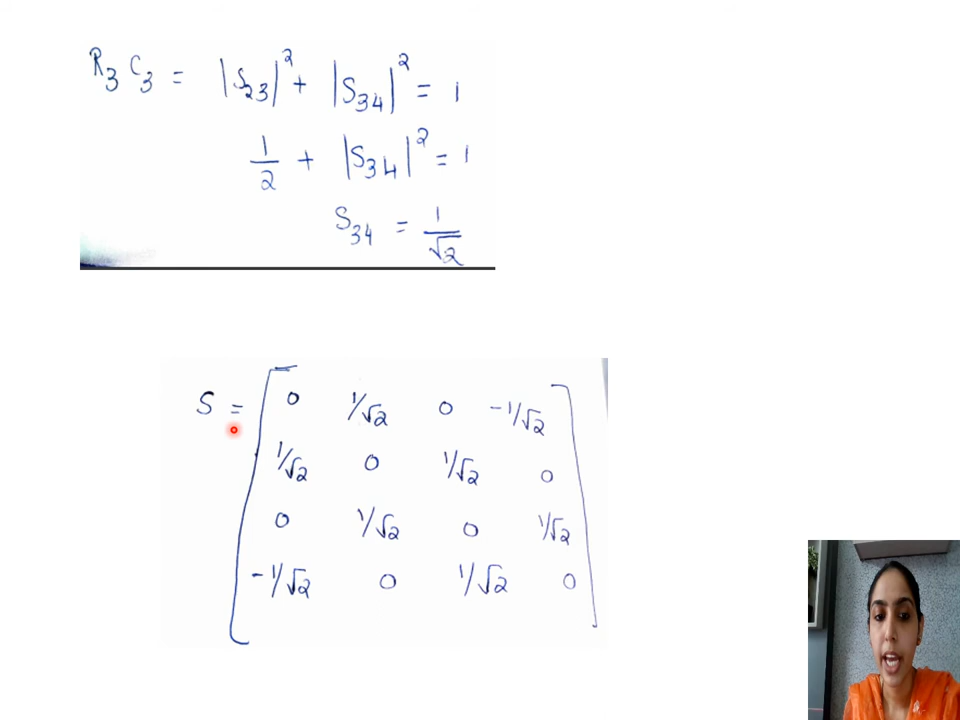 R3 C3 = |S23|² + |S34|² = 1
1/2 + |S34|² = 1
S34 = 1/√2
S = [ 0 1/√2 0 -1/√2
1/√2 0 1/√2 0
0 1/√2 0 1/√2
-1/√2 0 1/√2 0 ]